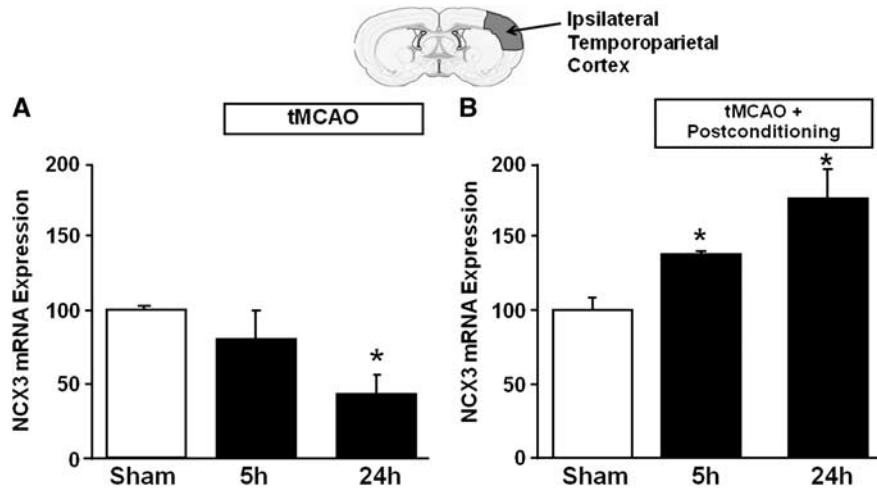 Ipsilateral
Temporoparietal
Cortex
A
tMCAO
NCX3 mRNA Expression
200
150
100
50
0
*
Sham 5h 24h
B
tMCAO +
Postconditioning
NCX3 mRNA Expression
200
150
100
50
0
*
*
Sham 5h 24h